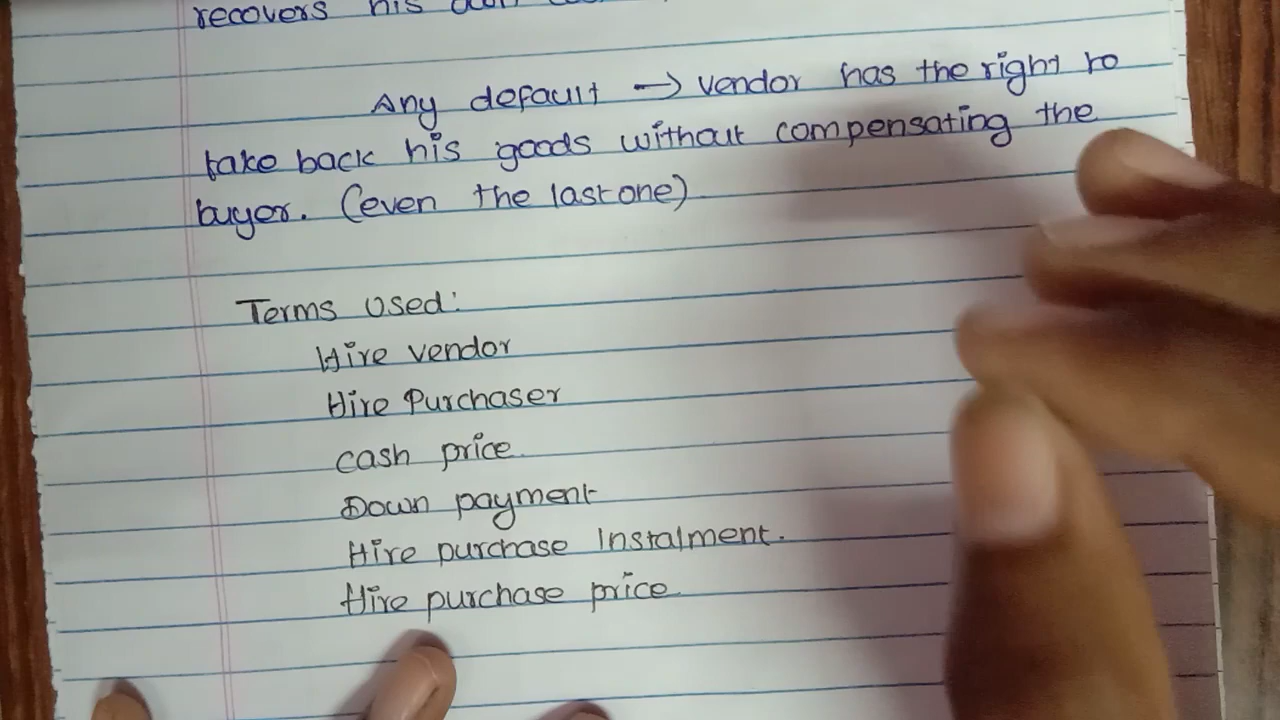 recovers his
Any default → vendor has the right to
take back his goods without compensating the
buyer. (even the last one)
Terms Used:
Hire vendor
Hire Purchaser
cash price
Down payment
Hire purchase Instalment.
Hire purchase price